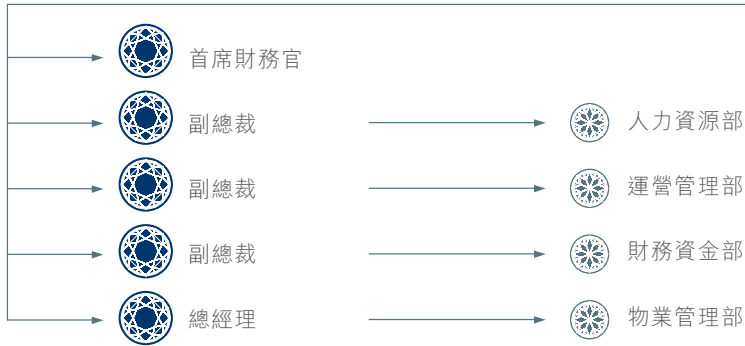 首席財務官
副總裁 人力資源部
副總裁 運營管理部
副總裁 財務資金部
總經理 物業管理部